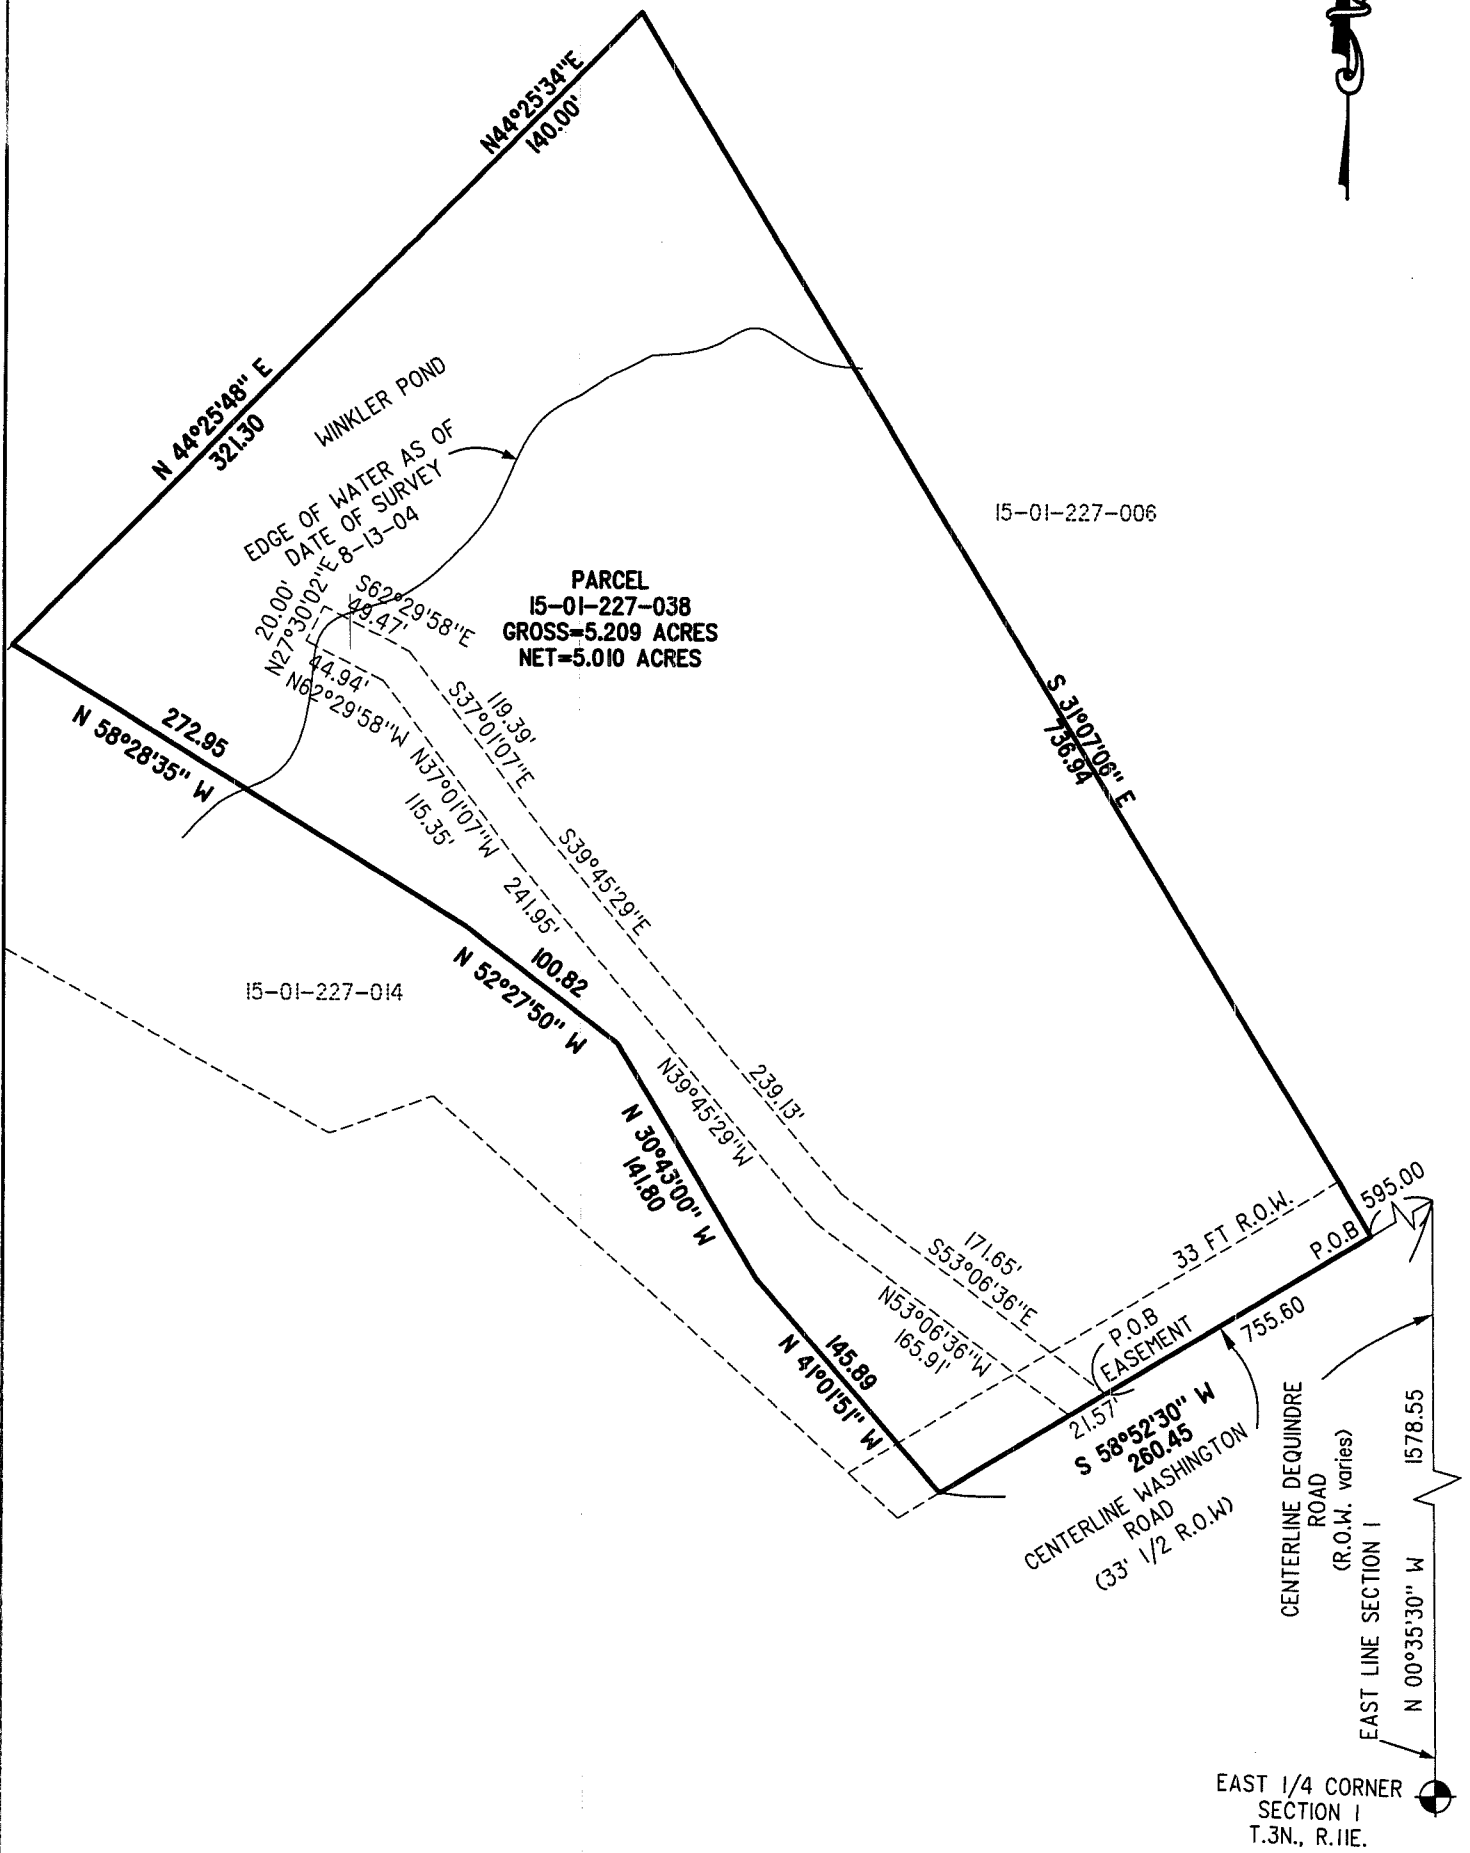 N44°25'34"E
140.00'
N 44°25'48" E
321.30
WINKLER POND
EDGE OF WATER AS OF
DATE OF SURVEY
8-13-04
15-01-227-006
PARCEL
15-01-227-038
GROSS=5.209 ACRES
NET=5.010 ACRES
20.00'
N27°30'02"E
S62°29'58"E
49.47'
44.94'
N62°29'58"W
119.39'
S37°01'07"E
S 31°07'06" E
736.94
272.95
N 58°28'35" W
N37°01'07"W
115.35'
S39°45'29"E
241.95'
100.82
N 52°27'50" W
15-01-227-014
239.13'
N39°45'29"W
N 30°43'00" W
141.80
595.00
33 FT R.O.W.
P.O.B
171.65'
S53°06'36"E
N53°06'36"W
165.91'
P.O.B
EASEMENT
755.60
145.89
N 41°01'51" W
21.57'
S 58°52'30" W
260.45
CENTERLINE WASHINGTON
ROAD
(33' 1/2 R.O.W)
CENTERLINE DEQUINDRE
ROAD
(R.O.W. varies)
EAST LINE SECTION 1
N 00°35'30" W
1578.55
EAST 1/4 CORNER
SECTION 1
T.3N., R.11E.